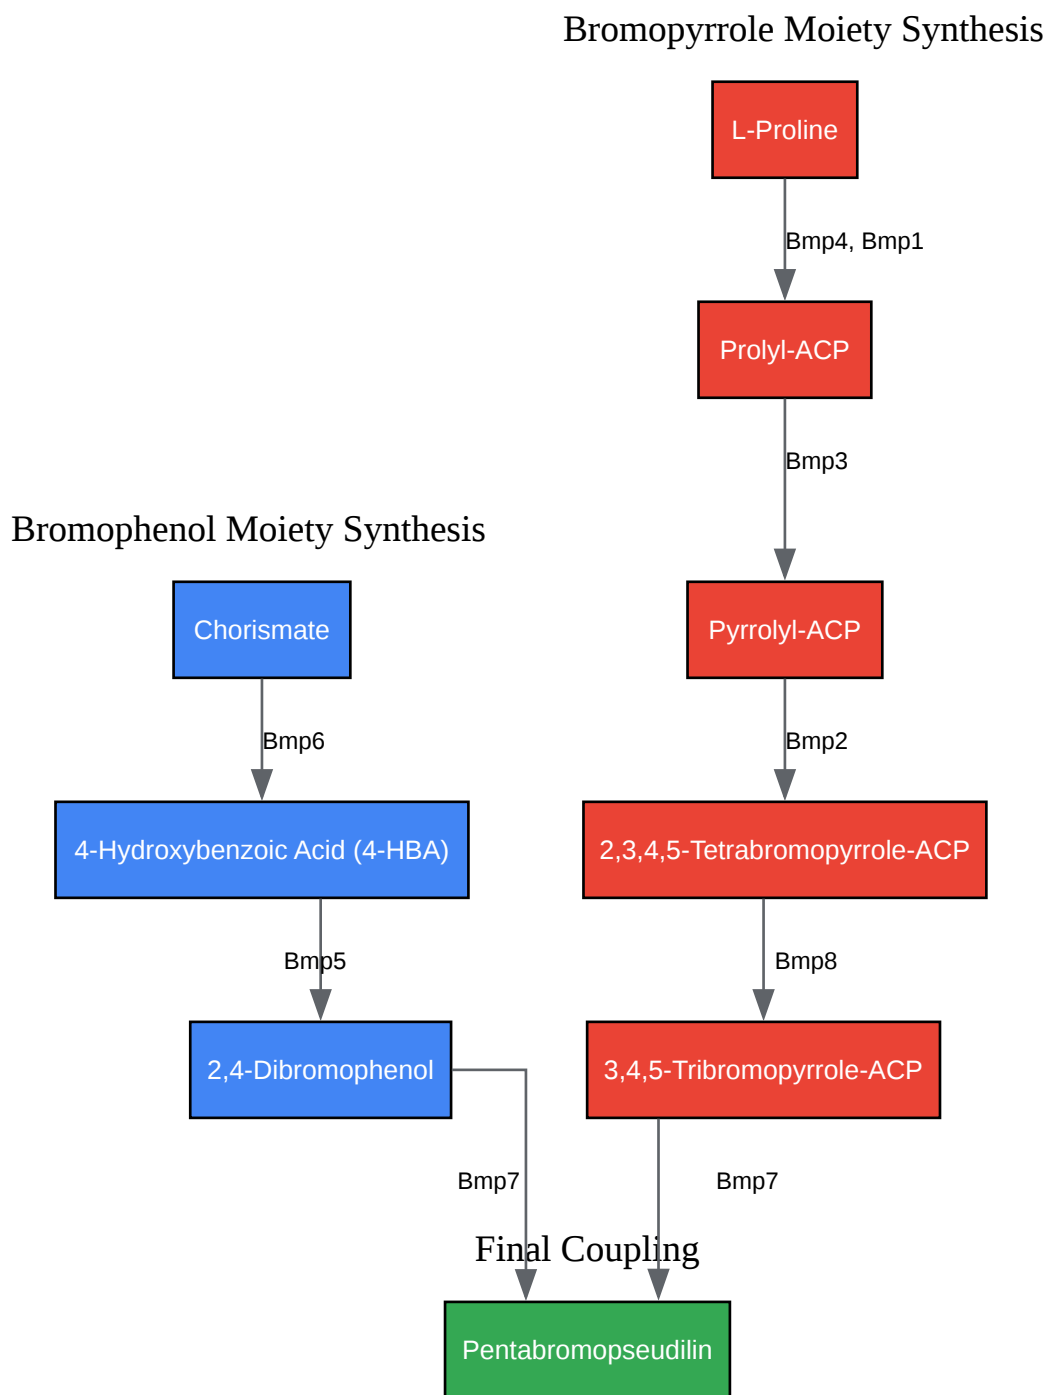 Bromopyrrole Moiety Synthesis
L-Proline
Bmp4, Bmp1
Prolyl-ACP
Bmp3
Bromophenol Moiety Synthesis
Chorismate
Pyrrolyl-ACP
Bmp6
Bmp2
4-Hydroxybenzoic Acid (4-HBA)
2,3,4,5-Tetrabromopyrrole-ACP
Bmp5
Bmp8
2,4-Dibromophenol
3,4,5-Tribromopyrrole-ACP
Bmp7
Bmp7
Final Coupling
Pentabromopseudilin